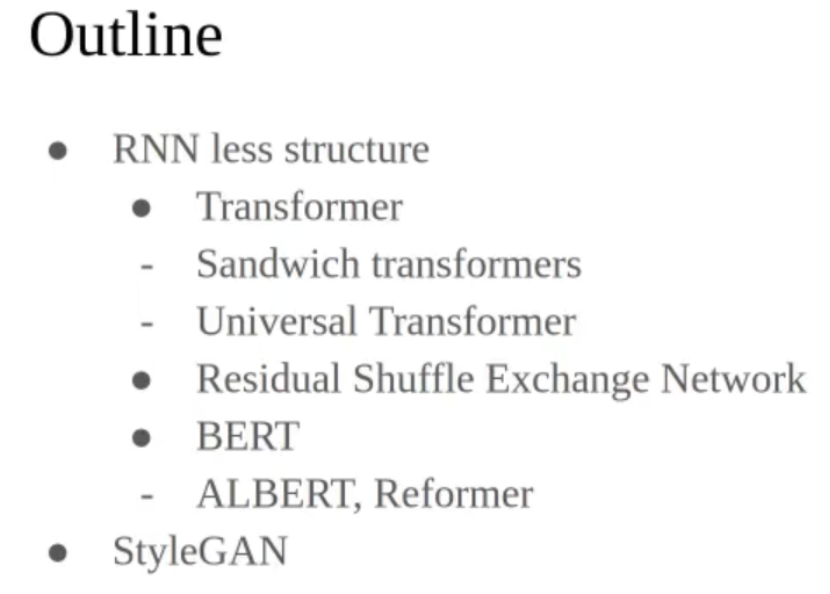 Outline
● RNN less structure
● Transformer
- Sandwich transformers
- Universal Transformer
● Residual Shuffle Exchange Network
● BERT
- ALBERT, Reformer
● StyleGAN